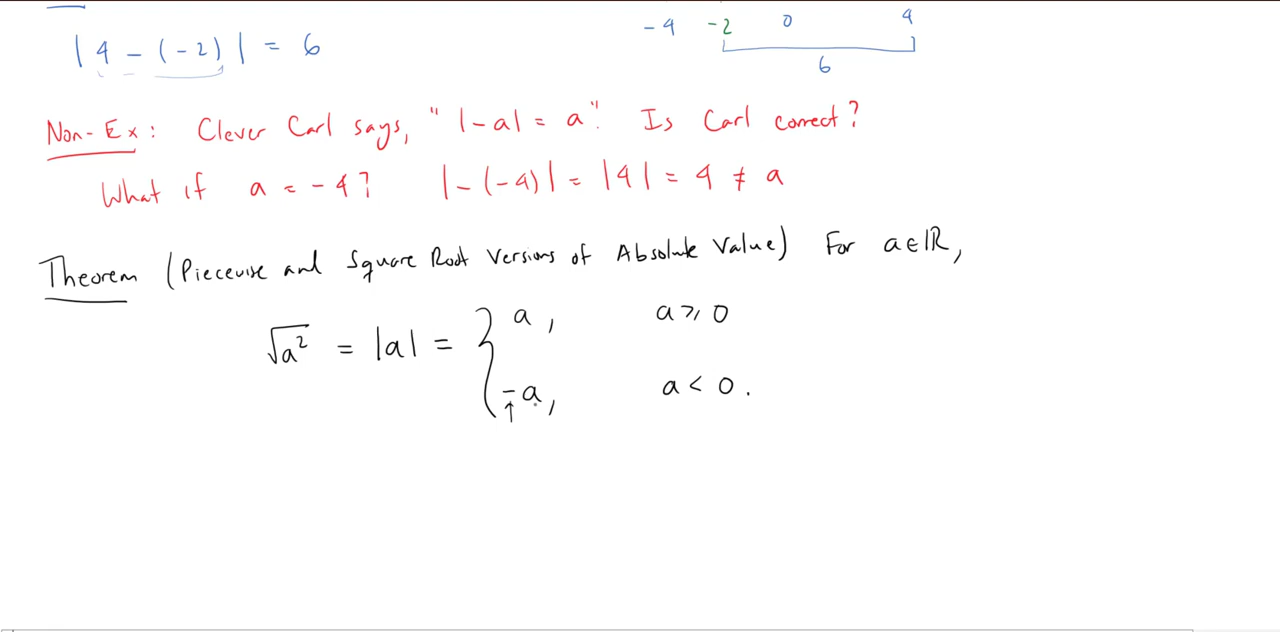 |4 - (-2)| = 6
-4 -2 0 4
6
Non-Ex: Clever Carl says, "|-a| = a". Is Carl correct?
What if a = -4? |-(-4)| = |4| = 4 ≠ a
Theorem (Piecewise and Square Root Versions of Absolute Value) For a∈ℝ,
√a² = |a| = { a, a ≥ 0
-a, a < 0.